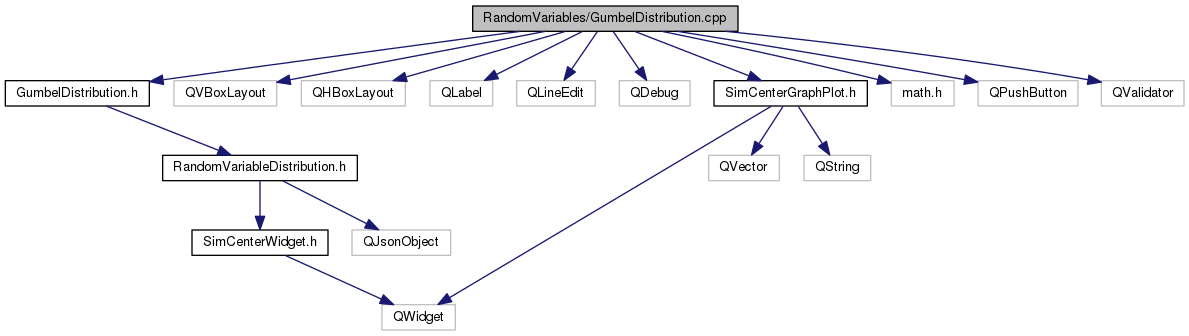 RandomVariables/GumbelDistribution.cpp
GumbelDistribution.h
QVBoxLayout
QHBoxLayout
QLabel
QLineEdit
QDebug
SimCenterGraphPlot.h
math.h
QPushButton
QValidator
RandomVariableDistribution.h
QVector
QString
SimCenterWidget.h
QJsonObject
QWidget